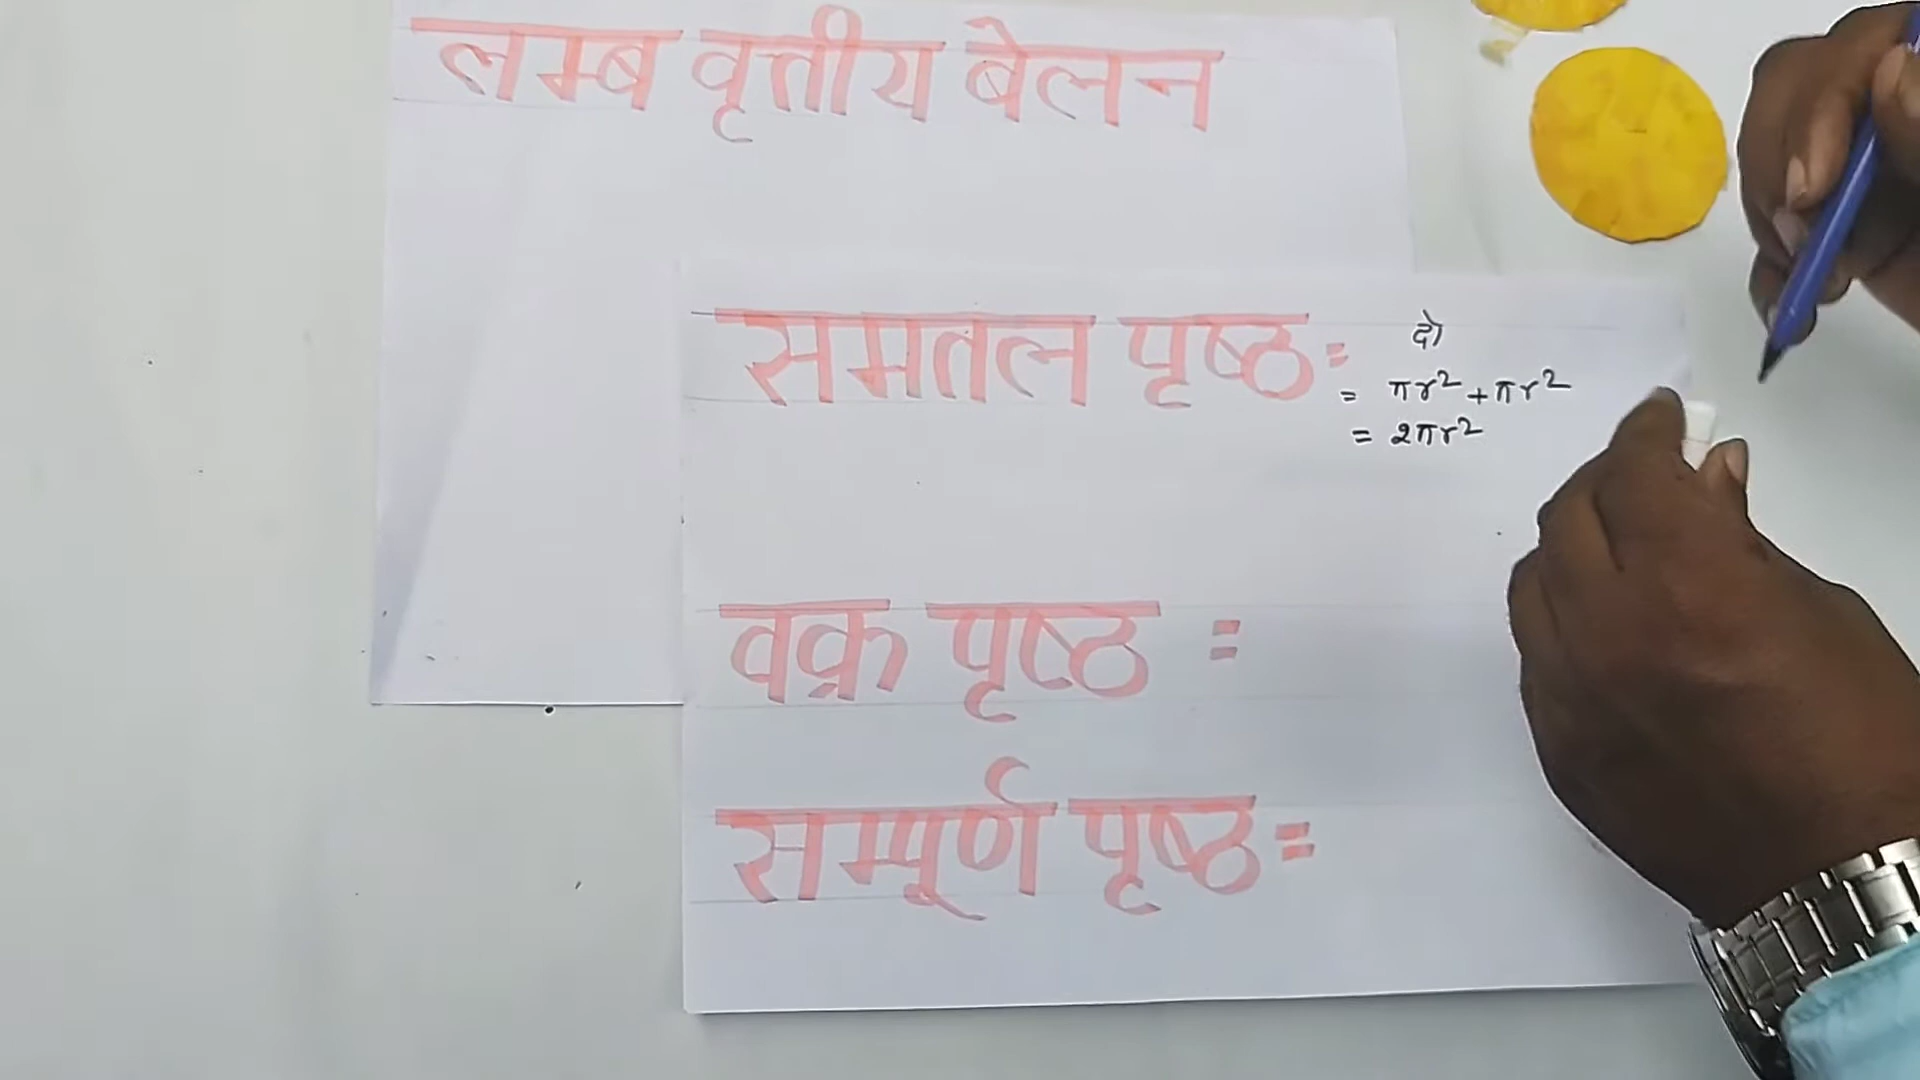 लम्ब वृत्तीय बेलन
समतल पृष्ठ = दो
= πr² + πr²
= 2πr²
वक्र पृष्ठ =
सम्पूर्ण पृष्ठ =